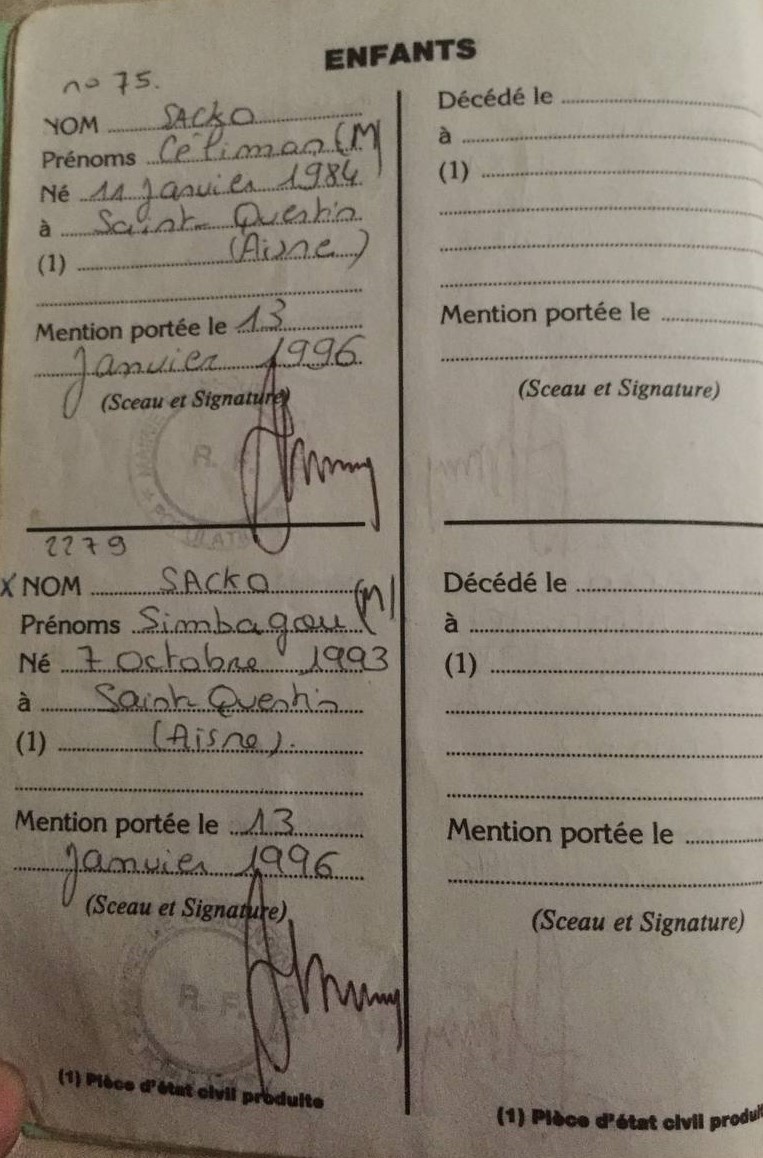 ENFANTS
no 75.
NOM SACKO
Prénoms Cétiman (M)
Né 11 janvier 1984
à Saint Quentin
(1) (Aisne)
Mention portée le 13
janvier 1996
(Sceau et Signature)
R. F.
2279
X NOM SACKO
Prénoms Simbagou (M)
Né 7 Octobre 1993
à Saint Quentin
(1) (Aisne).
Mention portée le 13
janvier 1996
(Sceau et Signature)
R. F.
(1) Pièce d'état civil produite
Décédé le
à
(1)
Mention portée le
(Sceau et Signature)
Décédé le
à
(1)
Mention portée le
(Sceau et Signature)
(1) Pièce d'état civil produit